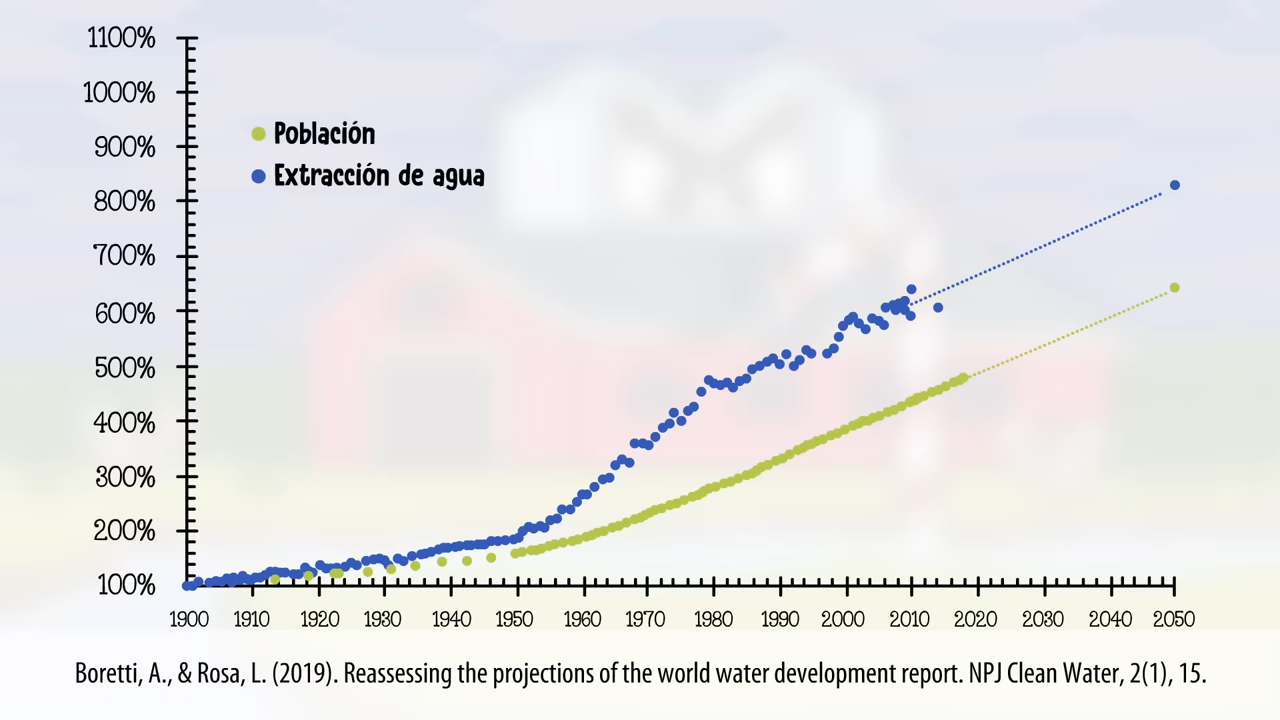 1100%
1000%
900%
800%
700%
600%
500%
400%
300%
200%
100%
Población
Extracción de agua
1900 1910 1920 1930 1940 1950 1960 1970 1980 1990 2000 2010 2020 2030 2040 2050
Boretti, A., & Rosa, L. (2019). Reassessing the projections of the world water development report. NPJ Clean Water, 2(1), 15.